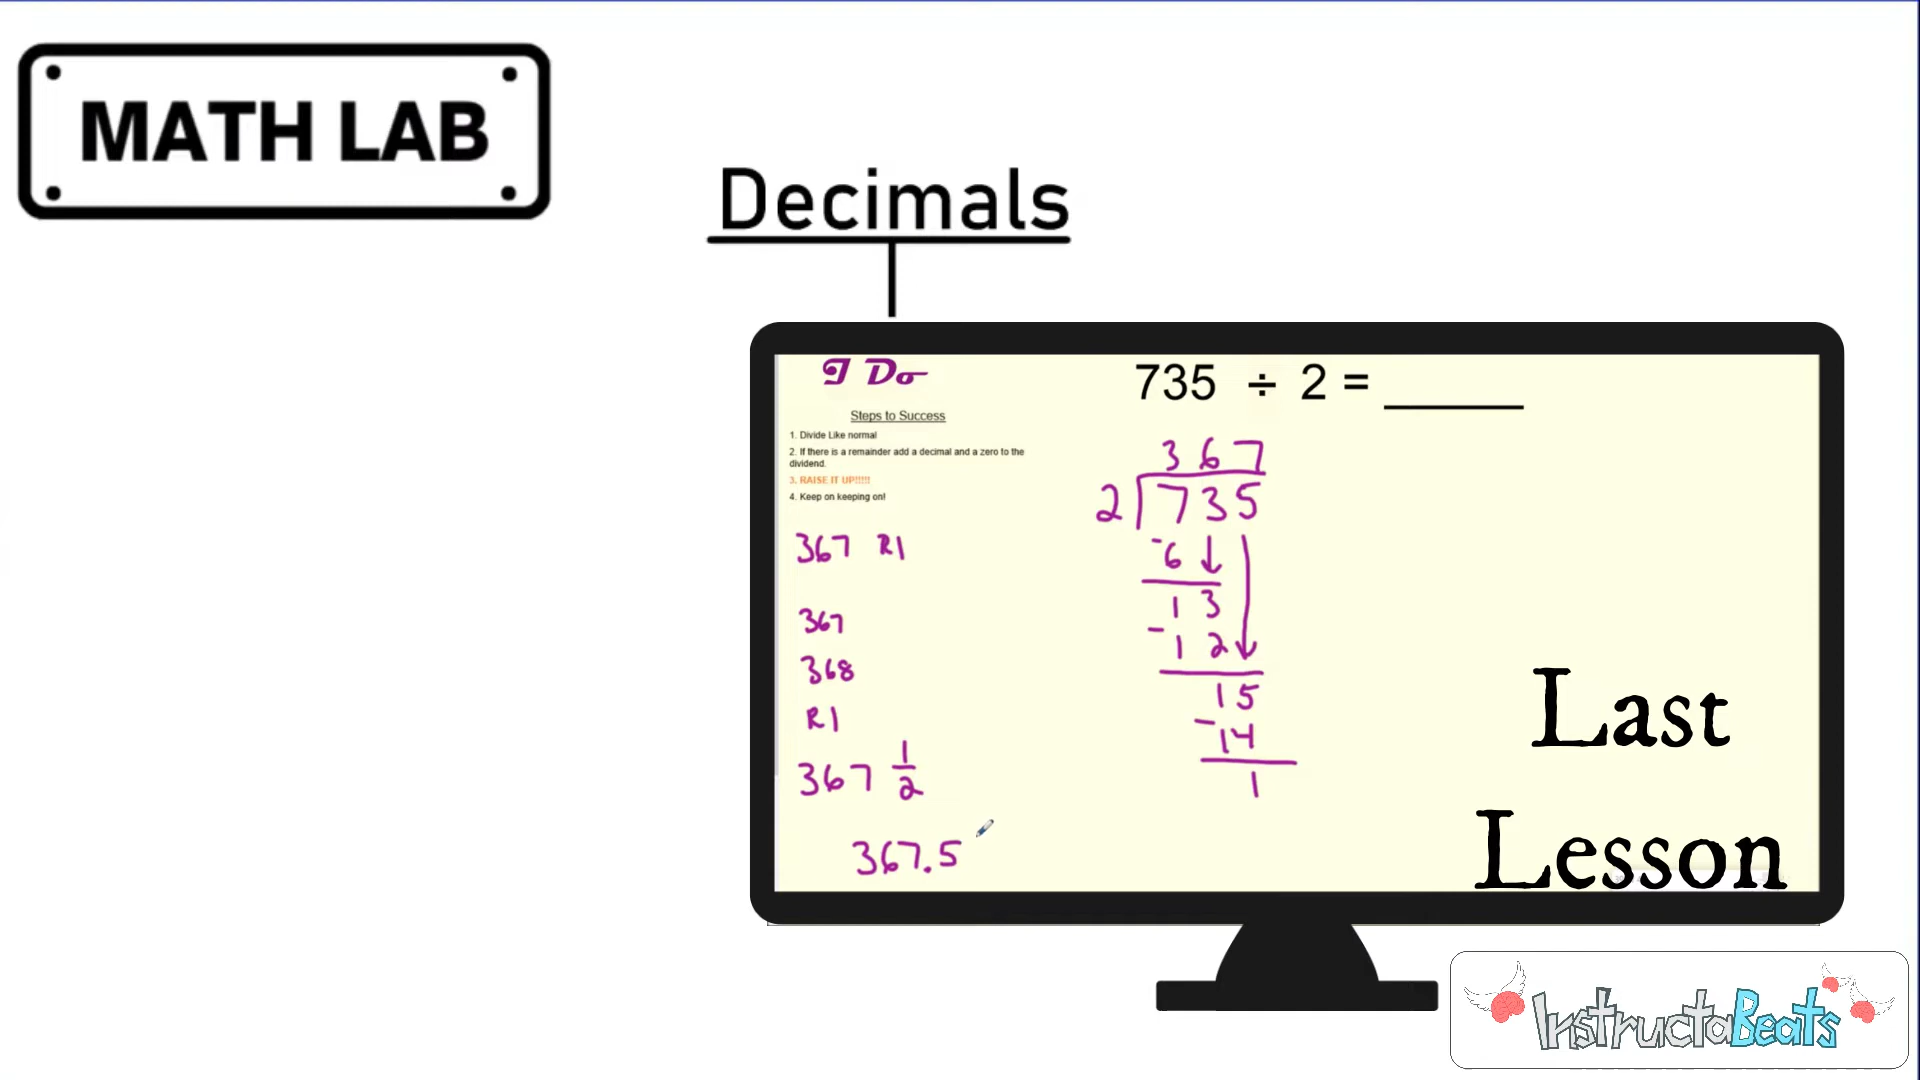 MATH LAB
Decimals
I Do
735 ÷ 2 = ______
Steps to Success
1. Divide Like normal
2. If there is a remainder add a decimal and a zero to the
dividend.
3. RAISE IT UP!!!!!
4. Keep on keeping on!
367 R1
367
368
R1
367 1/2
367.5
367
2 735
-6
13
-12
15
-14
1
Last
Lesson
InstructaBeats